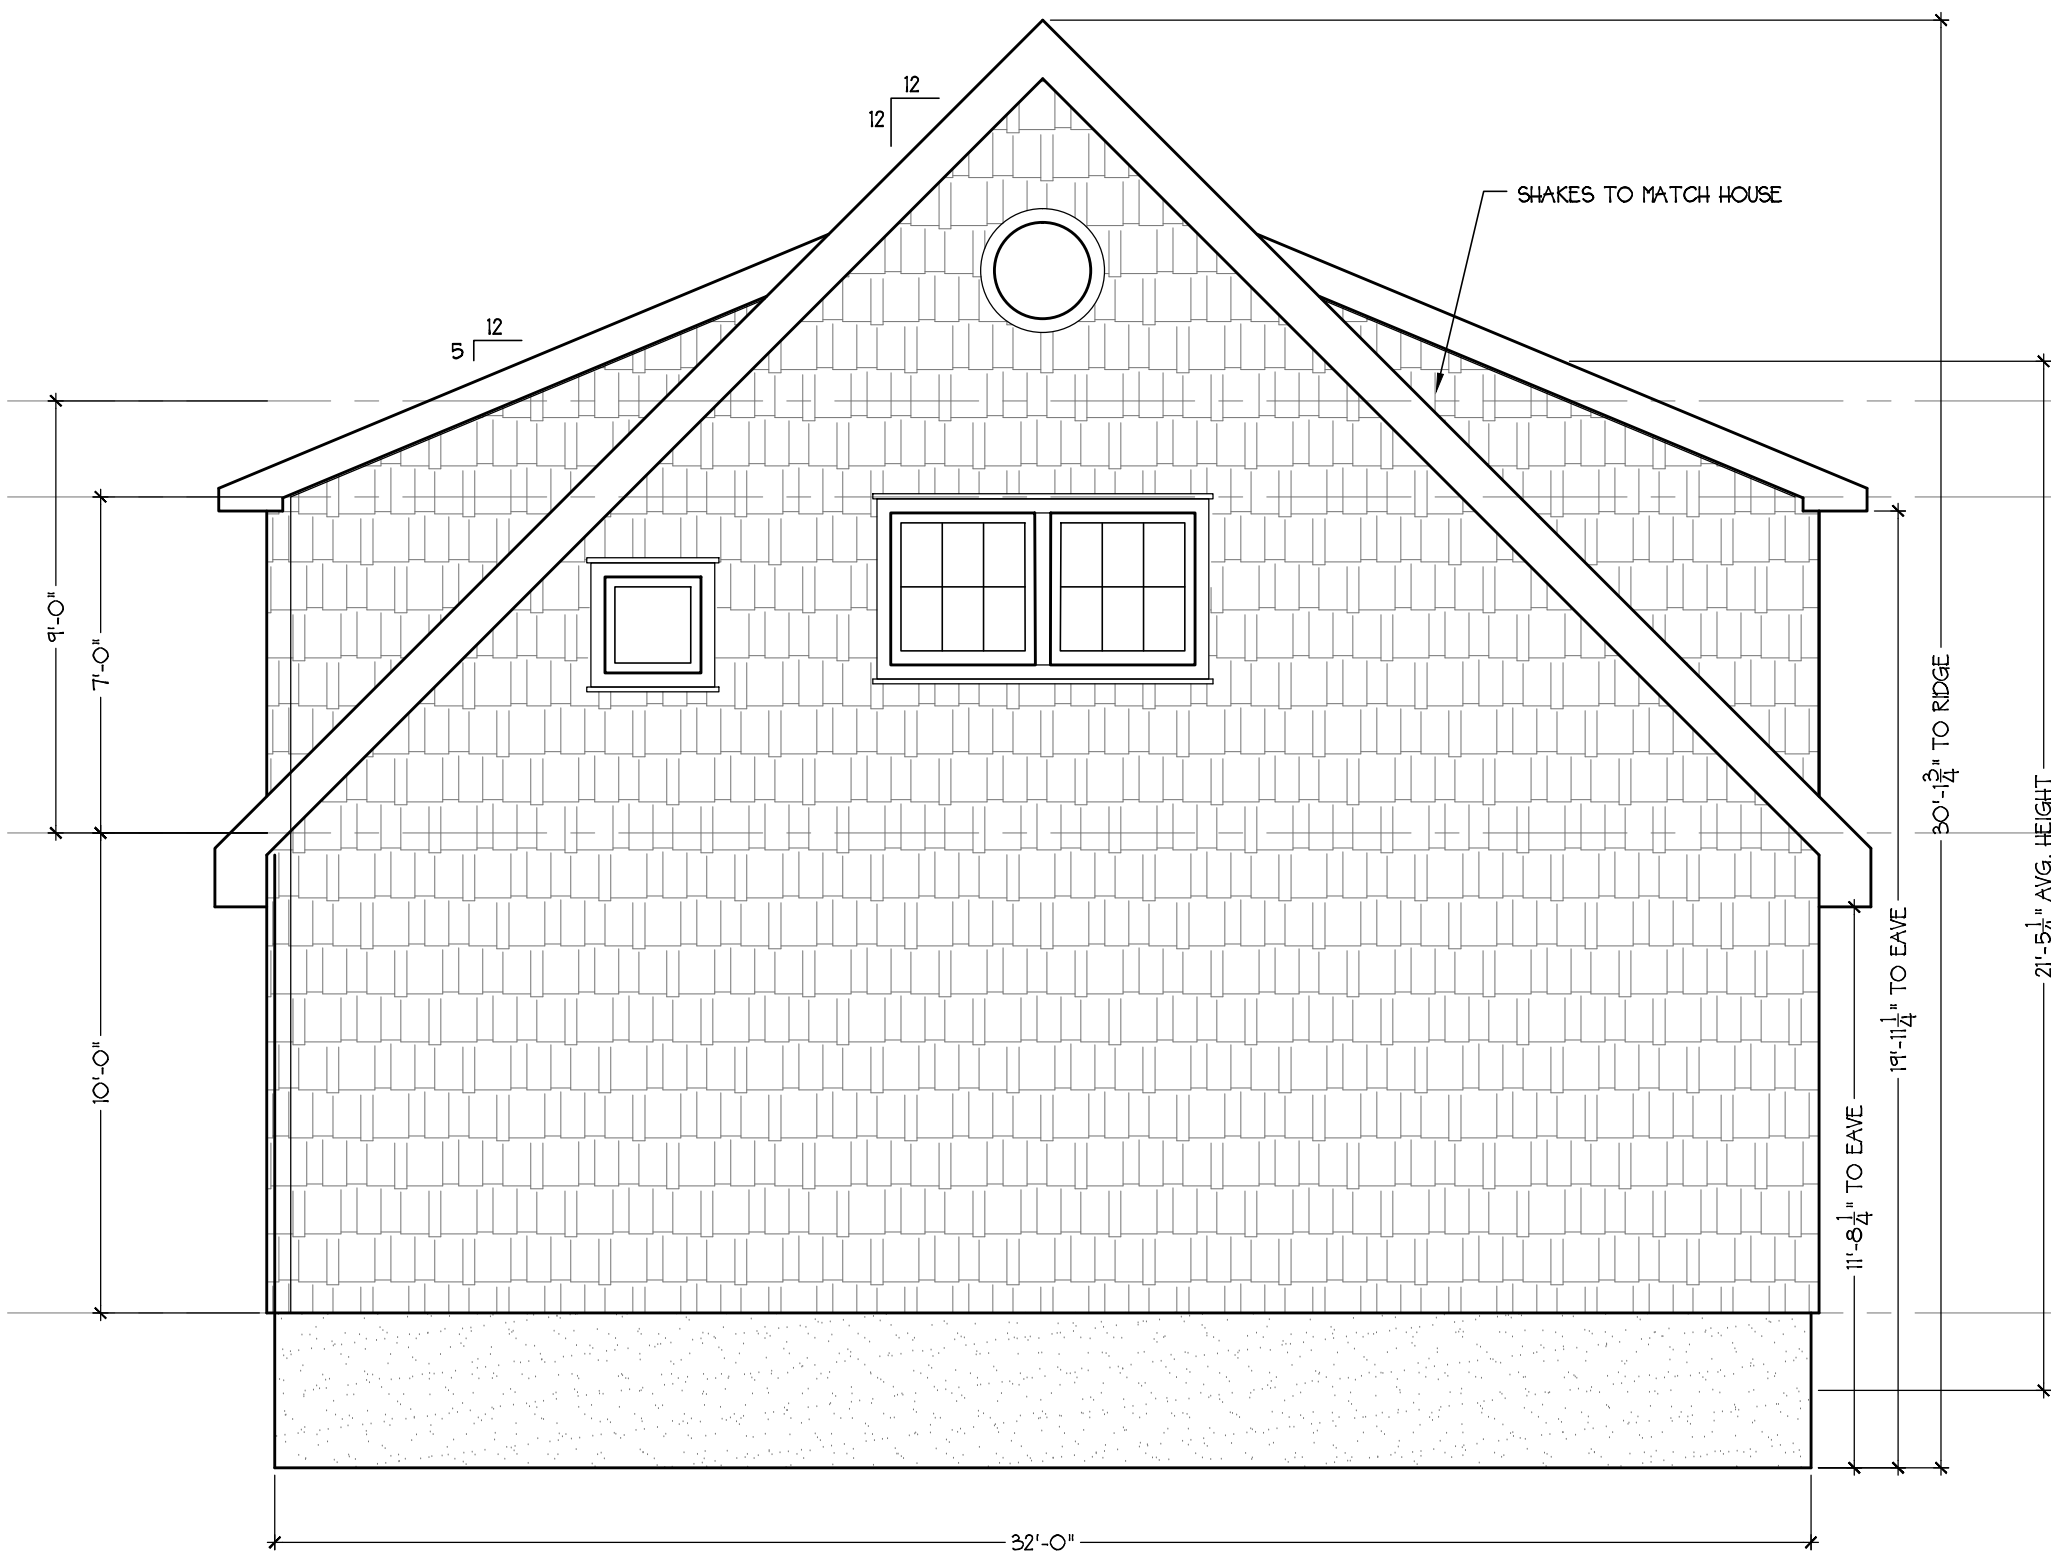 12
12
SHAKES TO MATCH HOUSE
12
5
9'-0"
7'-0"
10'-0"
30'-1 3/4" TO RIDGE
21'-5 1/4" AVG. HEIGHT
19'-11 1/4" TO EAVE
11'-8 1/4" TO EAVE
32'-0"